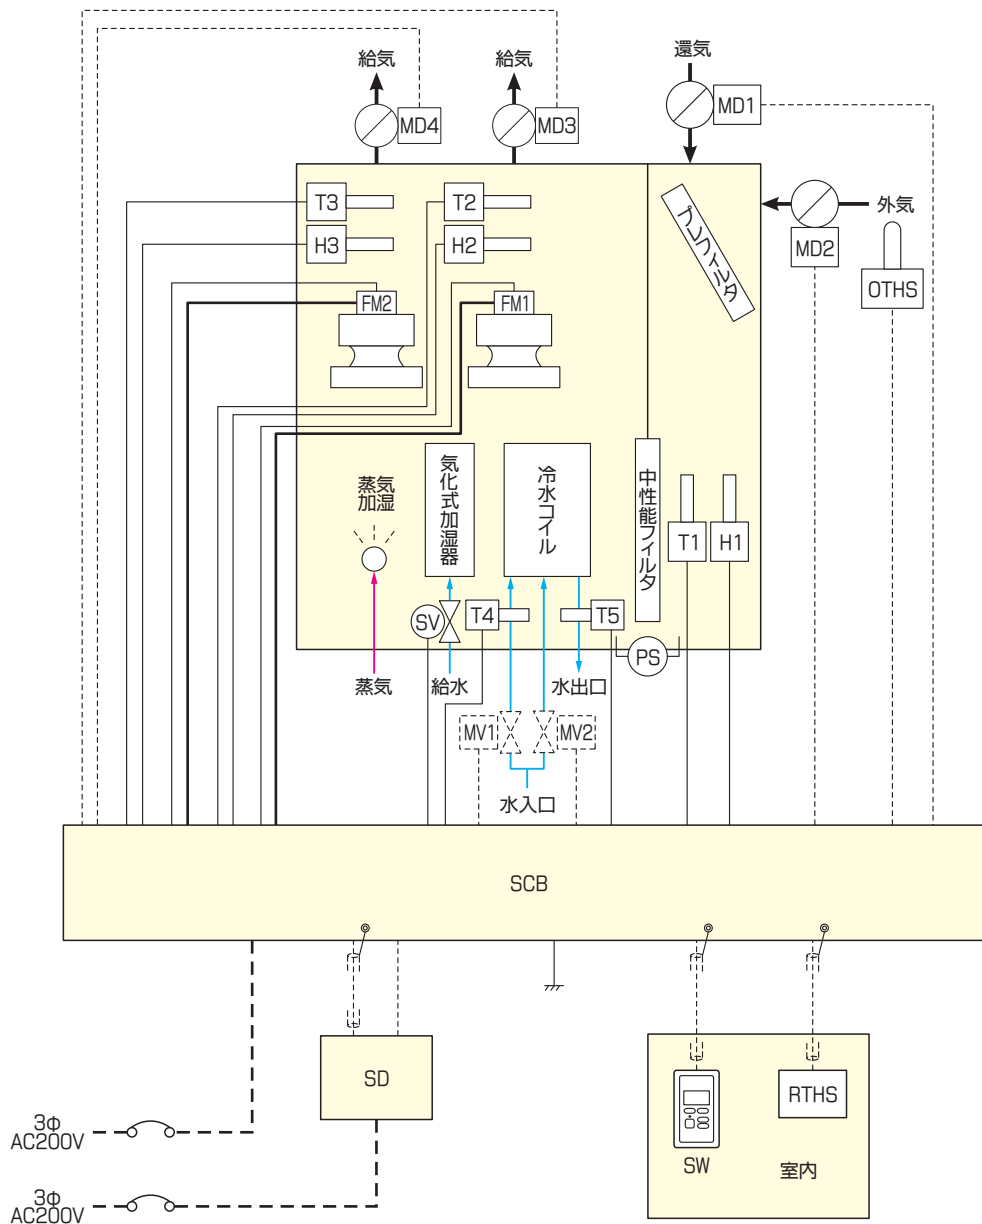 給気
給気
還気
MD4
MD3
MD1
T3
T2
外気
H3
H2
プレフィルタ
MD2
OTHS
FM2
FM1
蒸気
加湿
気化式加湿器
冷水コイル
中性能フィルタ
T1
H1
SV
T4
T5
PS
蒸気
給水
水出口
MV1
MV2
水入口
SCB
SD
RTHS
SW
室内
3Φ
AC200V
3Φ
AC200V